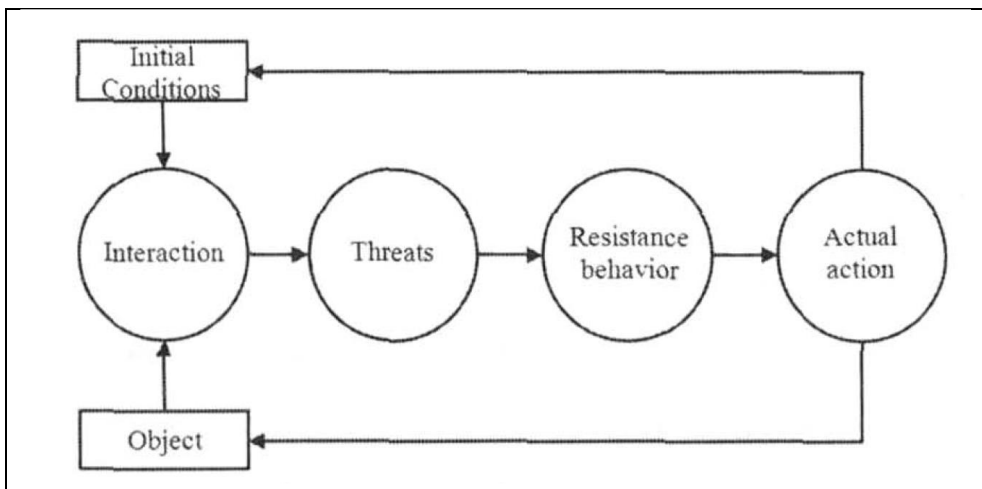 Initial
Conditions
Interaction
Threats
Resistance
behavior
Actual
action
Object